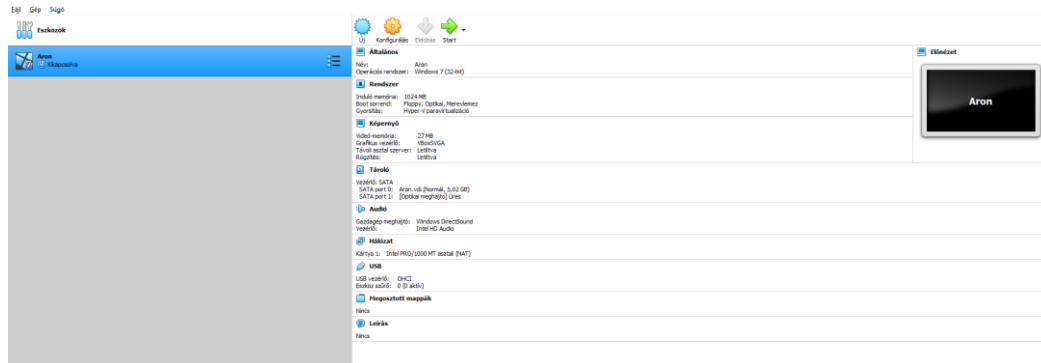 Fájl Gép Súgó
Eszközök
Aron
Kikapcsolva
Új Konfigurálás Eldobás Start
Általános
Név: Aron
Operációs rendszer: Windows 7 (32-bit)
Rendszer
Induló memória: 1024 MB
Boot sorrend: Floppy, Optikai, Merevlemez
Gyorsítás: Hyper-V paravirtualizáció
Képernyő
Videó-memória: 27 MB
Grafikus vezérlő: VBoxSVGA
Távoli asztal szerver: Letiltva
Rögzítés: Letiltva
Tároló
Vezérlő: SATA
SATA port 0: Aron.vdi (Normál, 5,02 GB)
SATA port 1: [Optikai meghajtó] Üres
Audió
Gazdagép meghajtó: Windows DirectSound
Vezérlő: Intel HD Audio
Hálózat
Kártya 1: Intel PRO/1000 MT asztali (NAT)
USB
USB vezérlő: OHCI
Eszköz szűrő: 0 (0 aktív)
Megosztott mappák
Nincs
Leírás
Nincs
Előnézet
Aron